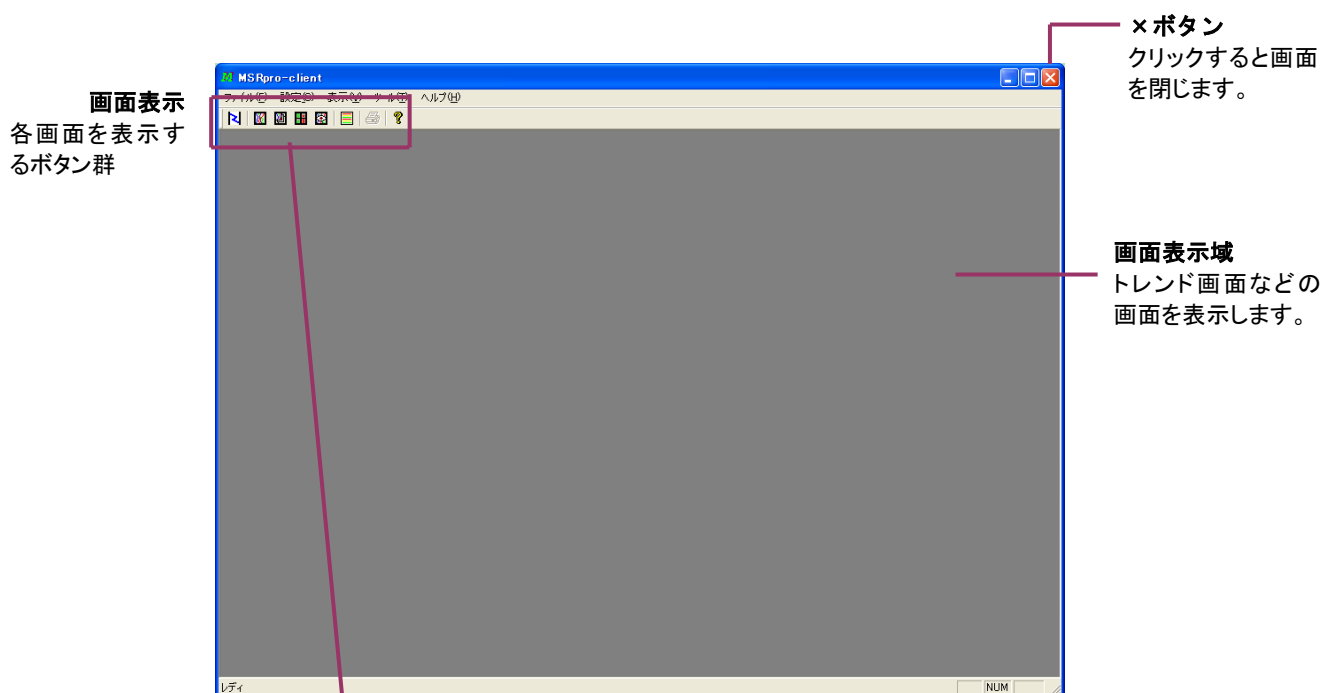 ×ボタン
クリックすると画面
を閉じます。
MSRpro-client
画面表示
各画面を表示す
るボタン群
ファイル(F) 設定(C) 表示(V) ツール(T) ヘルプ(H)
画面表示域
トレンド画面などの
画面を表示します。
レディ
NUM